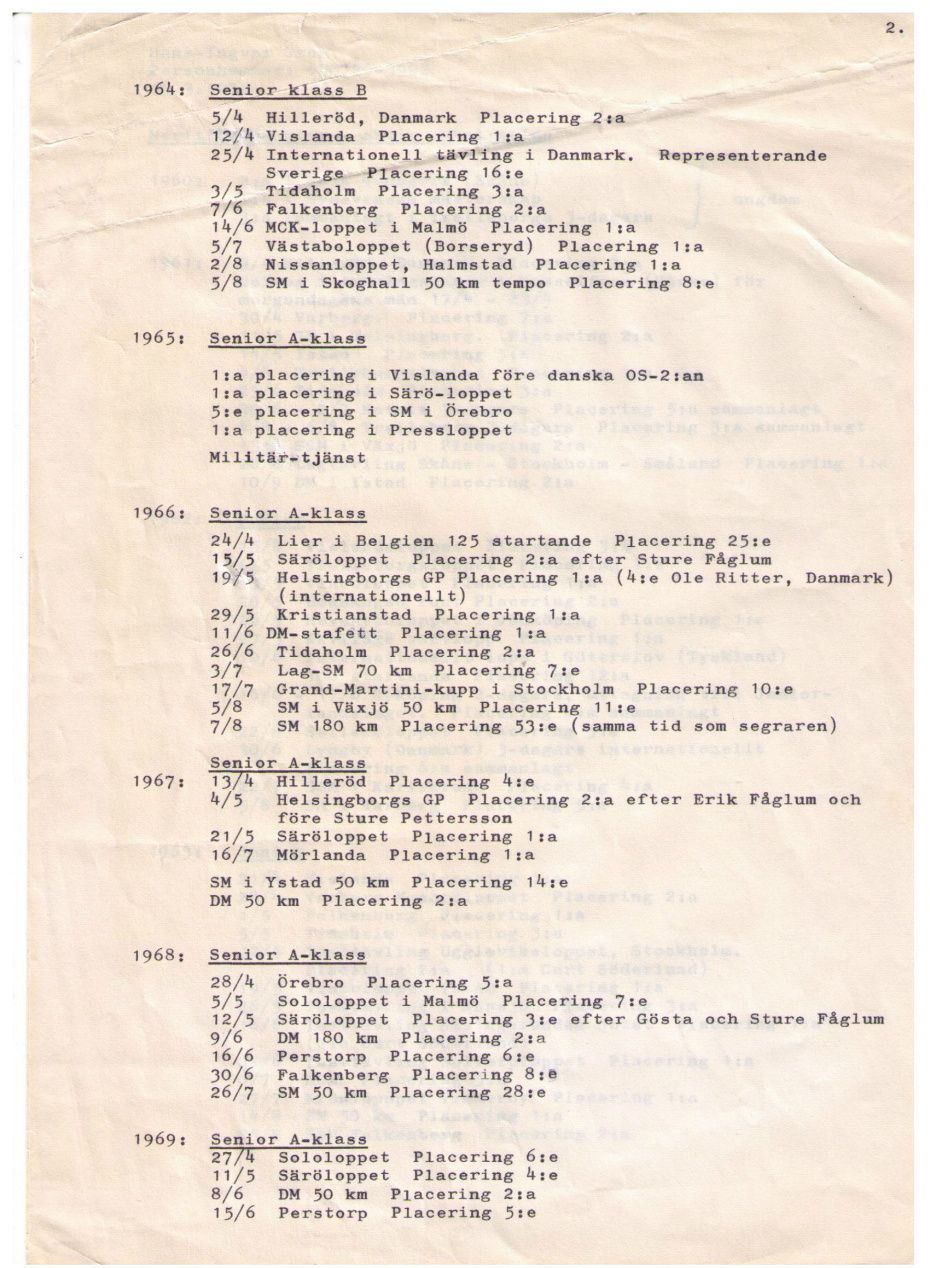 2.
1964: Senior klass B
5/4 Hilleröd, Danmark Placering 2:a
12/4 Vislanda Placering 1:a
25/4 Internationell tävling i Danmark. Representerande
Sverige Placering 16:e
3/5 Tidaholm Placering 3:a
7/6 Falkenberg Placering 2:a
14/6 MCK-loppet i Malmö Placering 1:a
5/7 Västaboloppet (Borseryd) Placering 1:a
2/8 Nissanloppet, Halmstad Placering 1:a
5/8 SM i Skoghall 50 km tempo Placering 8:e
1965: Senior A-klass
1:a placering i Vislanda före danska OS-2:an
1:a placering i Särö-loppet
5:e placering i SM i Örebro
1:a placering i Pressloppet
Militär-tjänst
1966: Senior A-klass
24/4 Lier i Belgien 125 startande Placering 25:e
15/5 Säröloppet Placering 2:a efter Sture Fåglum
19/5 Helsingborgs GP Placering 1:a (4:e Ole Ritter, Danmark)
(internationellt)
29/5 Kristianstad Placering 1:a
11/6 DM-stafett Placering 1:a
26/6 Tidaholm Placering 2:a
3/7 Lag-SM 70 km Placering 7:e
17/7 Grand-Martini-kupp i Stockholm Placering 10:e
5/8 SM i Växjö 50 km Placering 11:e
7/8 SM 180 km Placering 53:e (samma tid som segraren)
Senior A-klass
1967: 13/4 Hilleröd Placering 4:e
4/5 Helsingborgs GP Placering 2:a efter Erik Fåglum och
före Sture Pettersson
21/5 Säröloppet Placering 1:a
16/7 Mörlanda Placering 1:a
SM i Ystad 50 km Placering 14:e
DM 50 km Placering 2:a
1968: Senior A-klass
28/4 Örebro Placering 5:a
5/5 Sololoppet i Malmö Placering 7:e
12/5 Säröloppet Placering 3:e efter Gösta och Sture Fåglum
9/6 DM 180 km Placering 2:a
16/6 Perstorp Placering 6:e
30/6 Falkenberg Placering 8:e
26/7 SM 50 km Placering 28:e
1969: Senior A-klass
27/4 Sololoppet Placering 6:e
11/5 Säröloppet Placering 4:e
8/6 DM 50 km Placering 2:a
15/6 Perstorp Placering 5:e